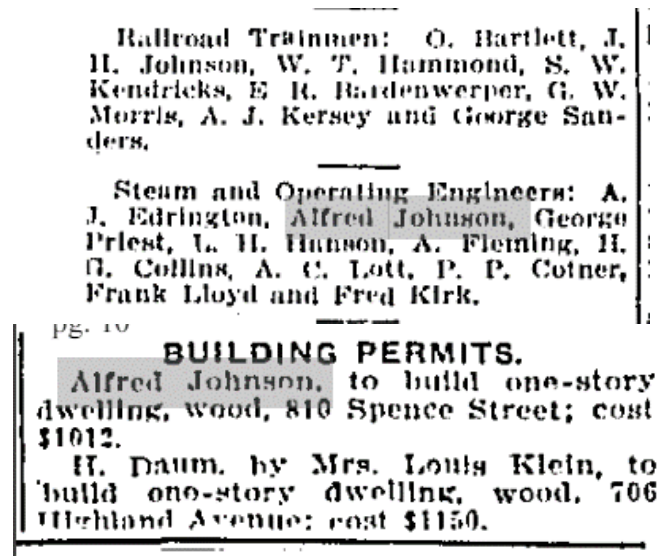 Railroad Trainmen: O. Bartlett, J.
H. Johnson, W. T. Hammond, S. W.
Kendricks, E R. Bardenwerper, G. W.
Morris, A. J. Kersey and George San-
ders.
Steam and Operating Engineers: A.
J. Edrington, Alfred Johnson, George
Priest, L. H. Hanson, A. Fleming, H.
G. Collins, A. C. Lott, P. P. Cotner,
Frank Lloyd and Fred Kirk.
pg. 10
BUILDING PERMITS.
Alfred Johnson, to build one-story
dwelling, wood, 810 Spence Street; cost
$1012.
H. Daum, by Mrs. Louis Klein, to
build one-story dwelling, wood, 706
Highland Avenue; cost $1150.